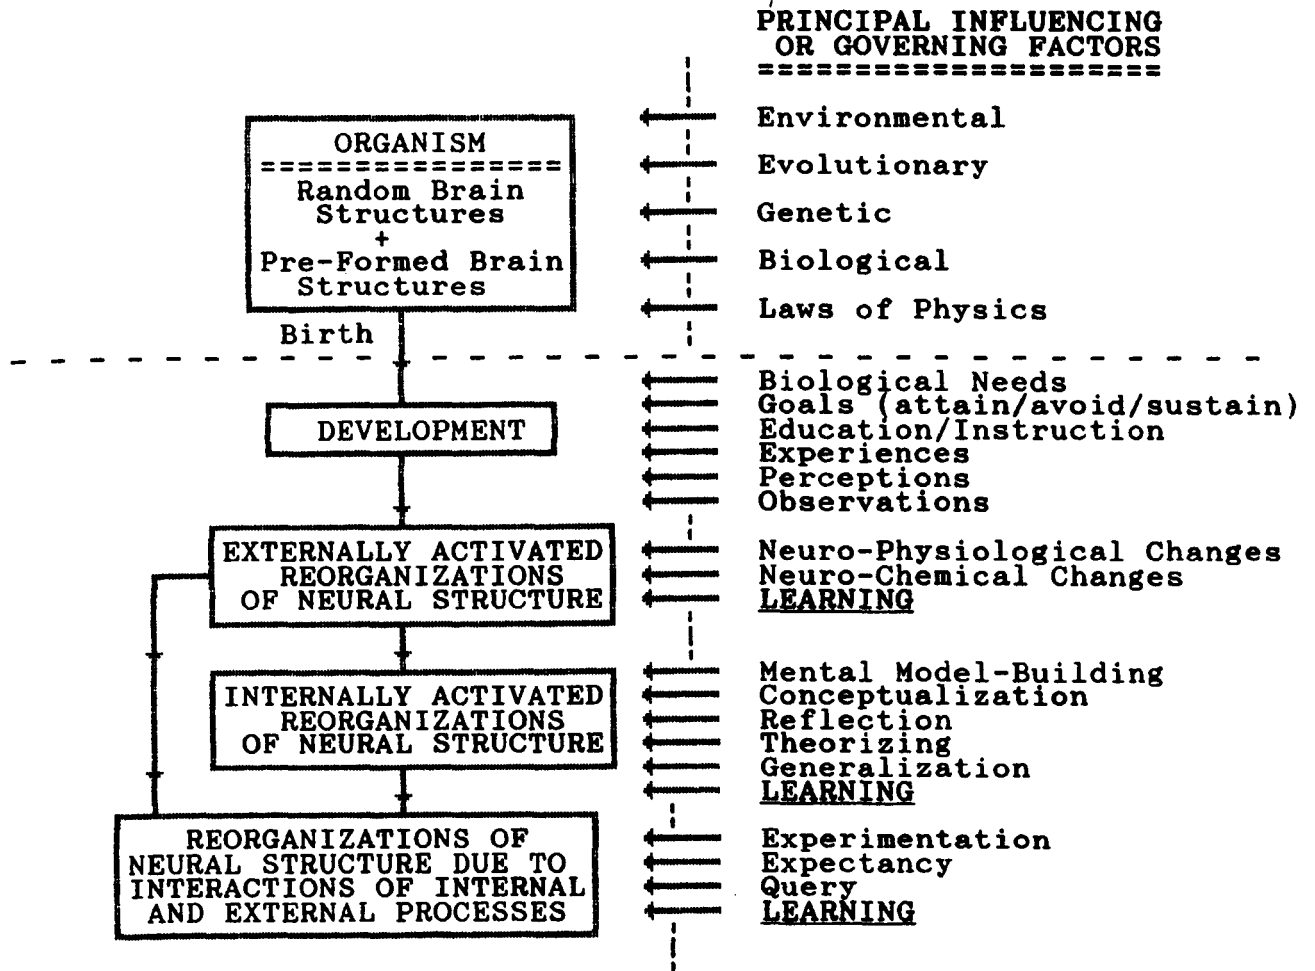 PRINCIPAL INFLUENCING
OR GOVERNING FACTORS
=====================
ORGANISM
================
Random Brain
Structures
+
Pre-Formed Brain
Structures
Birth
Environmental
Evolutionary
Genetic
Biological
Laws of Physics
DEVELOPMENT
Biological Needs
Goals (attain/avoid/sustain)
Education/Instruction
Experiences
Perceptions
Observations
EXTERNALLY ACTIVATED
REORGANIZATIONS
OF NEURAL STRUCTURE
Neuro-Physiological Changes
Neuro-Chemical Changes
LEARNING
INTERNALLY ACTIVATED
REORGANIZATIONS
OF NEURAL STRUCTURE
Mental Model-Building
Conceptualization
Reflection
Theorizing
Generalization
LEARNING
REORGANIZATIONS OF
NEURAL STRUCTURE DUE TO
INTERACTIONS OF INTERNAL
AND EXTERNAL PROCESSES
Experimentation
Expectancy
Query
LEARNING